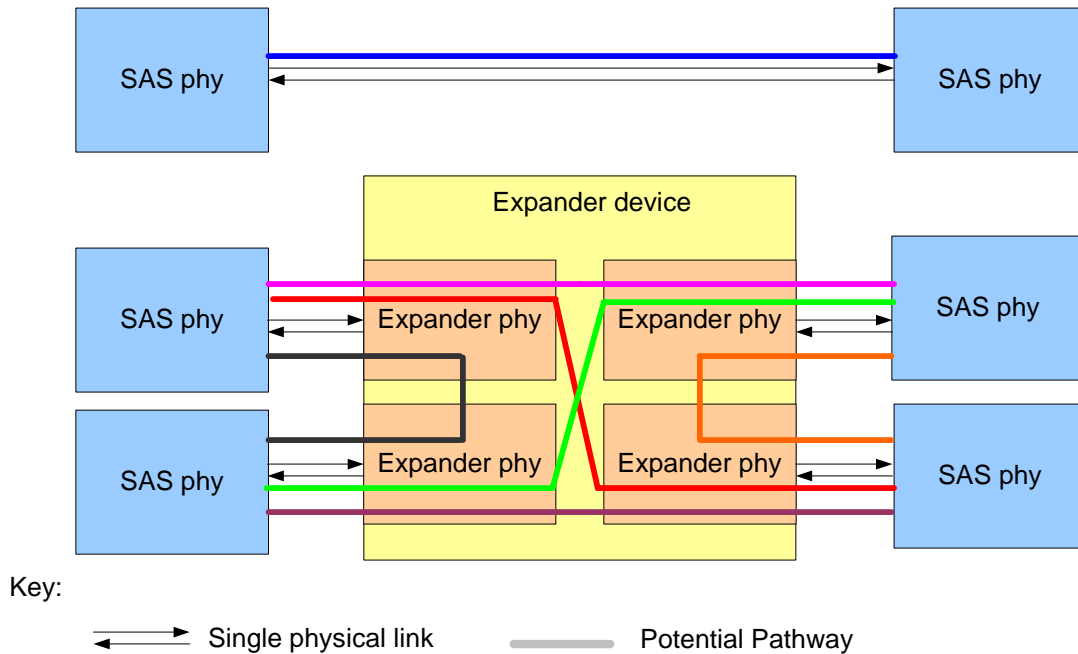 SAS phy
SAS phy
Expander device
SAS phy
Expander phy
Expander phy
SAS phy
SAS phy
Expander phy
Expander phy
SAS phy
Key:
Single physical link
Potential Pathway